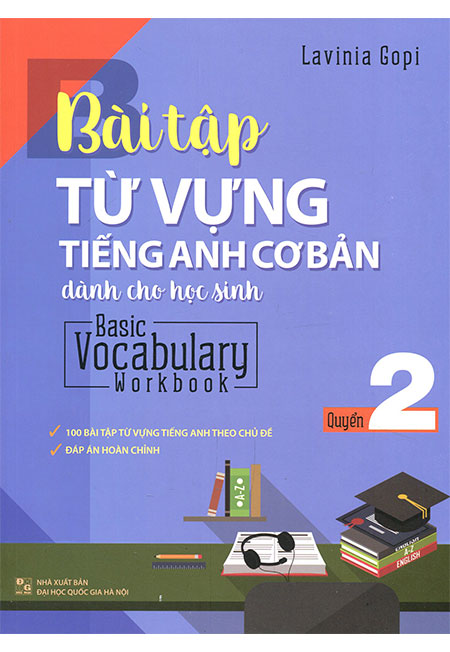 Lavinia Gopi
B
Bài tập
TỪ VỰNG
TIẾNG ANH CƠ BẢN
dành cho học sinh
Basic
Vocabulary
Workbook
Quyển 2
100 BÀI TẬP TỪ VỰNG TIẾNG ANH THEO CHỦ ĐỀ
ĐÁP ÁN HOÀN CHỈNH
A-Z
ENGLISH
A-Z
ENGLISH
NHÀ XUẤT BẢN
ĐẠI HỌC QUỐC GIA HÀ NỘI